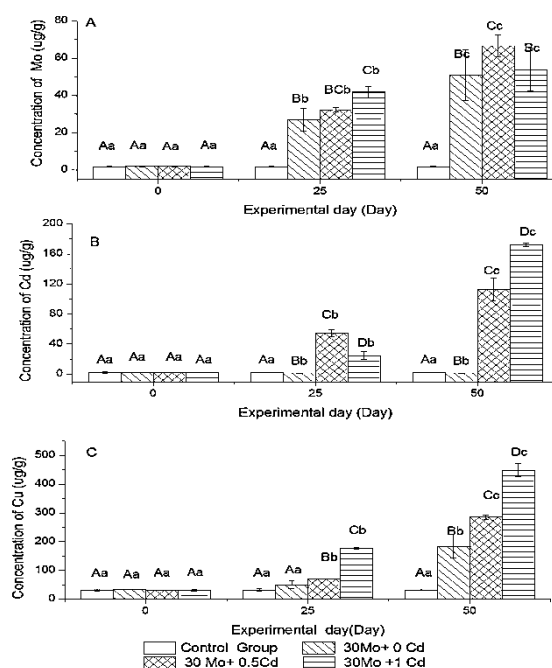 A
Concentration of Mo (ug/g)
80
60
40
20
0
Aa Aa Aa Aa
Aa Bb BCb Cb
Aa Bc Cc Bc
0 25 50
Experimental day (Day)
B
Concentration of Cd (ug/g)
200
160
120
80
40
0
Aa Aa Aa Aa
Aa Bb Cb Db
Aa Bb Cc Dc
0 25 50
Experimental day (Day)
C
Concentration of Cu (ug/g)
500
400
300
200
100
0
Aa Aa Aa Aa
Aa Aa Bb Cb
Aa Bb Cc Dc
0 25 50
Experimental day(Day)
Control Group 30Mo+ 0 Cd
30 Mo+ 0.5Cd 30Mo +1 Cd